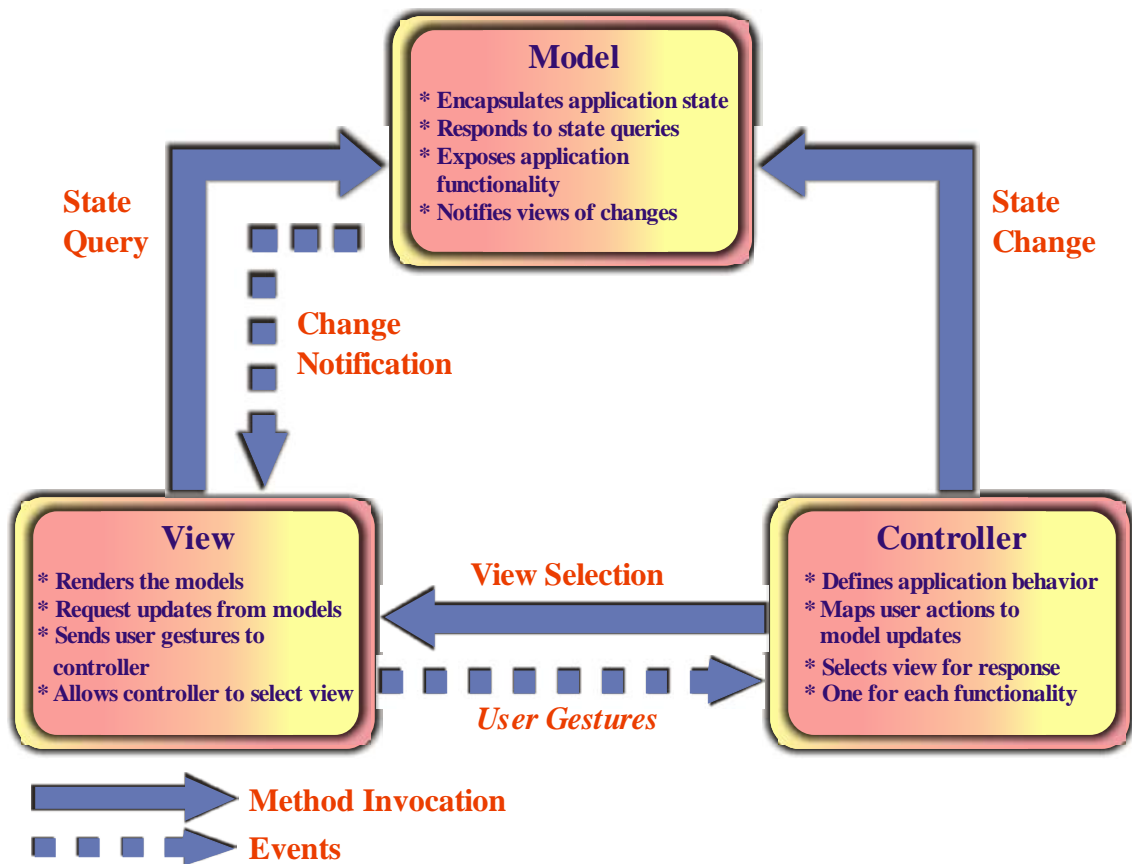 Model
* Encapsulates application state
* Responds to state queries
* Exposes application
functionality
* Notifies views of changes
State
Query
State
Change
Change
Notification
View
* Renders the models
* Request updates from models
* Sends user gestures to
controller
* Allows controller to select view
View Selection
User Gestures
Controller
* Defines application behavior
* Maps user actions to
model updates
* Selects view for response
* One for each functionality
Method Invocation
Events